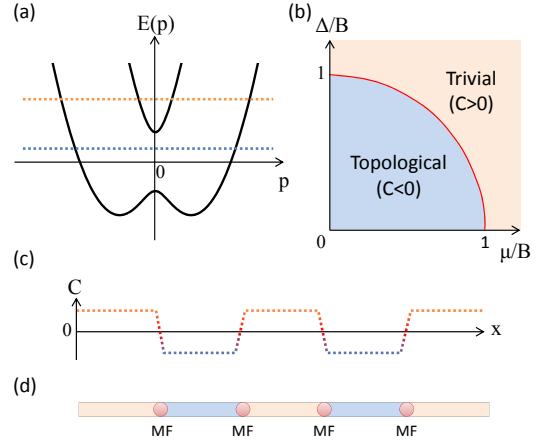 (a)
E(p)
0
p
(b)
Δ/B
1
Trivial
(C>0)
Topological
(C<0)
0
1
μ/B
(c)
C
0
x
(d)
MF MF MF MF